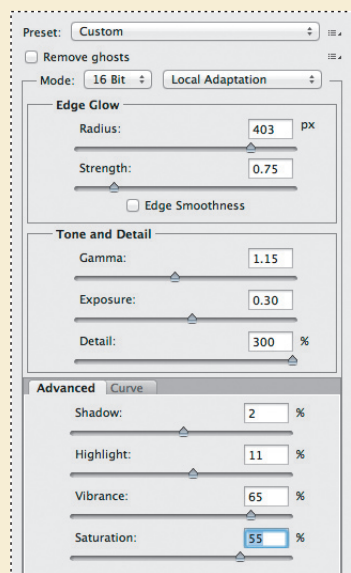 Preset: Custom
Remove ghosts
Mode: 16 Bit Local Adaptation
Edge Glow
Radius: 403 px
Strength: 0.75
Edge Smoothness
Tone and Detail
Gamma: 1.15
Exposure: 0.30
Detail: 300 %
Advanced Curve
Shadow: 2 %
Highlight: 11 %
Vibrance: 65 %
Saturation: 55 %